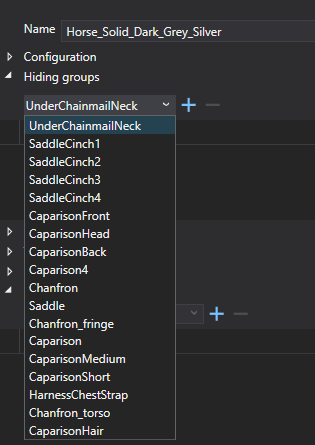 Name Horse_Solid_Dark_Grey_Silver
Configuration
Hiding groups
UnderChainmailNeck
UnderChainmailNeck
SaddleCinch1
SaddleCinch2
SaddleCinch3
SaddleCinch4
CaparisonFront
CaparisonHead
CaparisonBack
Caparison4
Chanfron
Saddle
Chanfron_fringe
Caparison
CaparisonMedium
CaparisonShort
HarnessChestStrap
Chanfron_torso
CaparisonHair